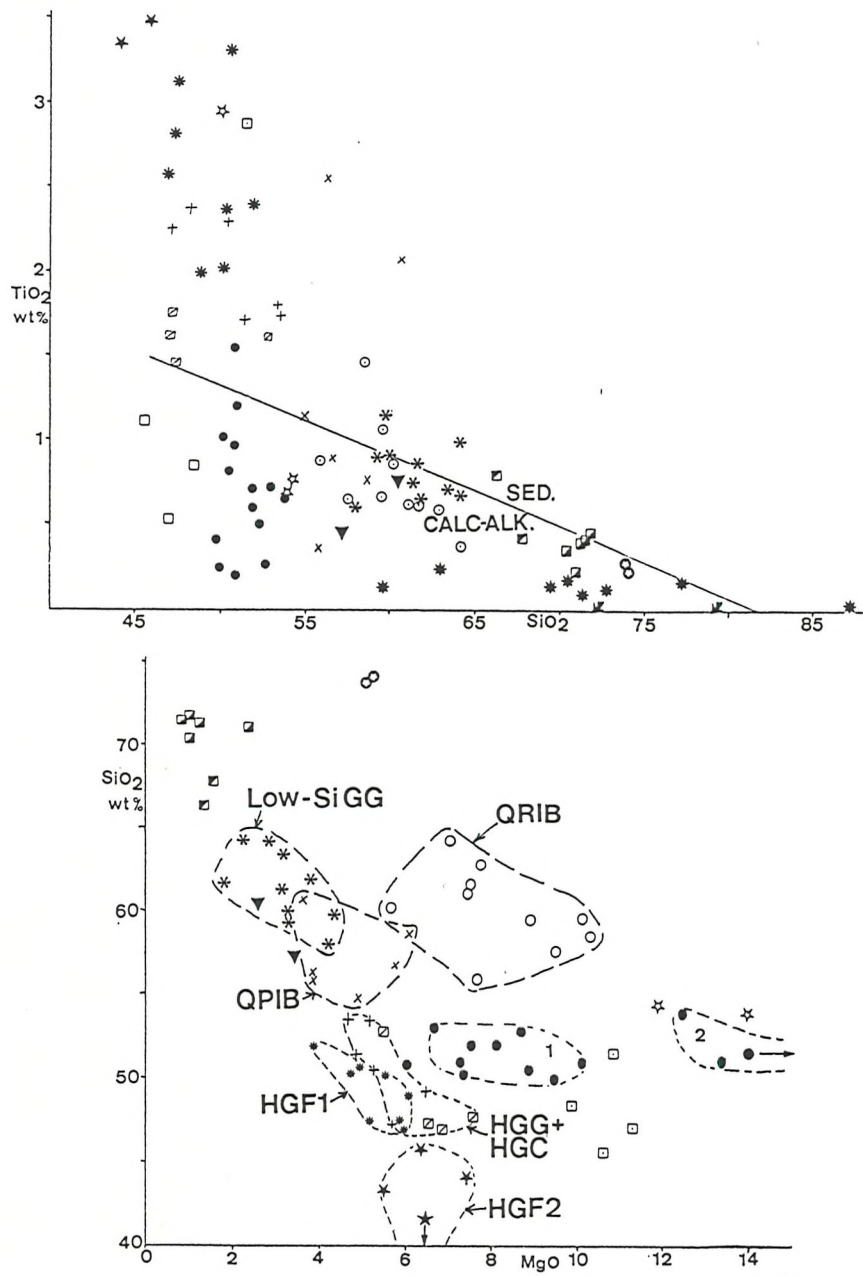 3
2
TiO2
wt%
1
SED.
CALC-ALK.
45 55 65 75 85
SiO2
70
SiO2
wt%
Low-SiGG
QRIB
60
QPIB
1
2
50
HGF1
HGG+
HGC
HGF2
40
0 2 4 6 8 10 12 14
MgO